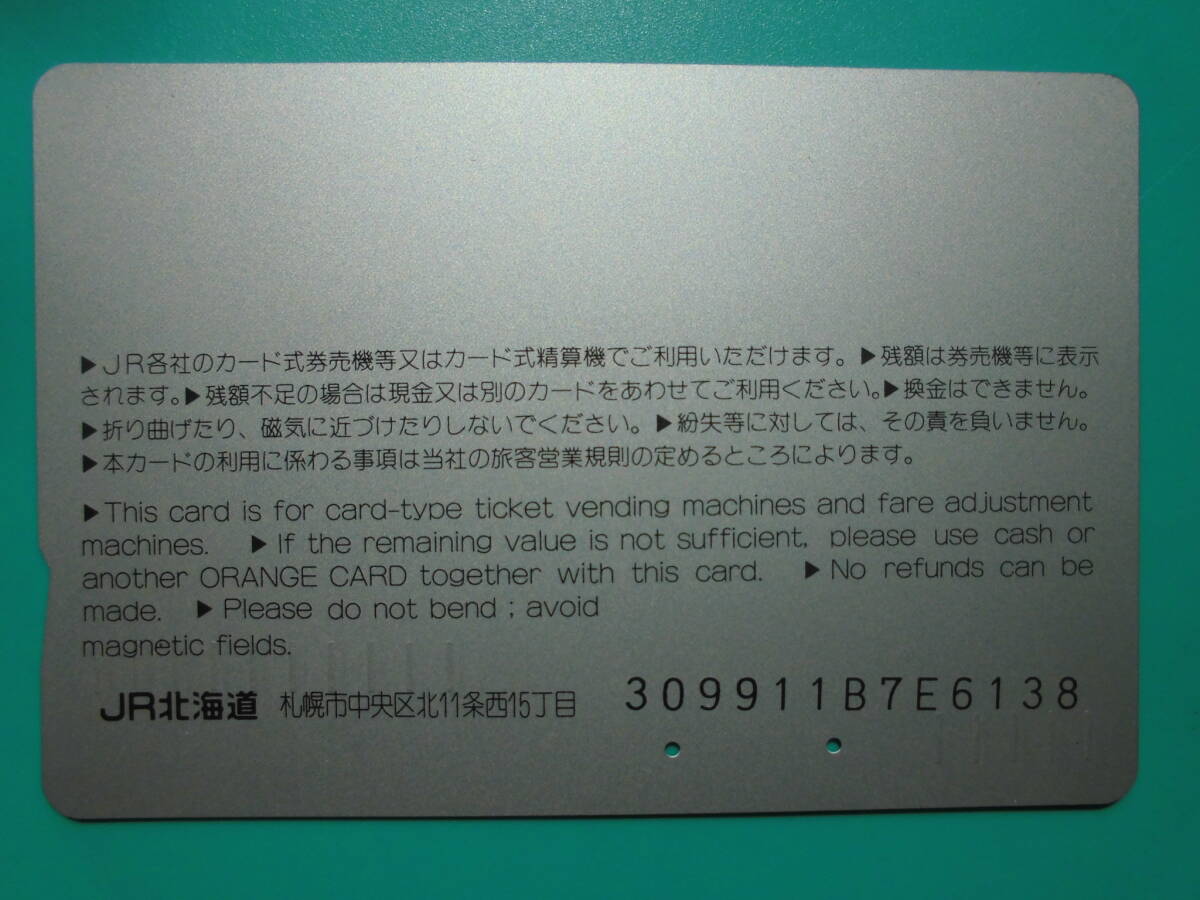 ▶JR各社のカード式券売機等又はカード式精算機でご利用いただけます。▶残額は券売機等に表示
されます。▶残額不足の場合は現金又は別のカードをあわせてご利用ください。▶換金はできません。
▶折り曲げたり、磁気に近づけたりしないでください。▶紛失等に対しては、その責を負いません。
▶本カードの利用に係わる事項は当社の旅客営業規則の定めるところによります。
▶This card is for card-type ticket vending machines and fare adjustment
machines. ▶If the remaining value is not sufficient, please use cash or
another ORANGE CARD together with this card. ▶No refunds can be
made. ▶Please do not bend ; avoid
magnetic fields.
JR北海道 札幌市中央区北11条西15丁目 309911B7E6138